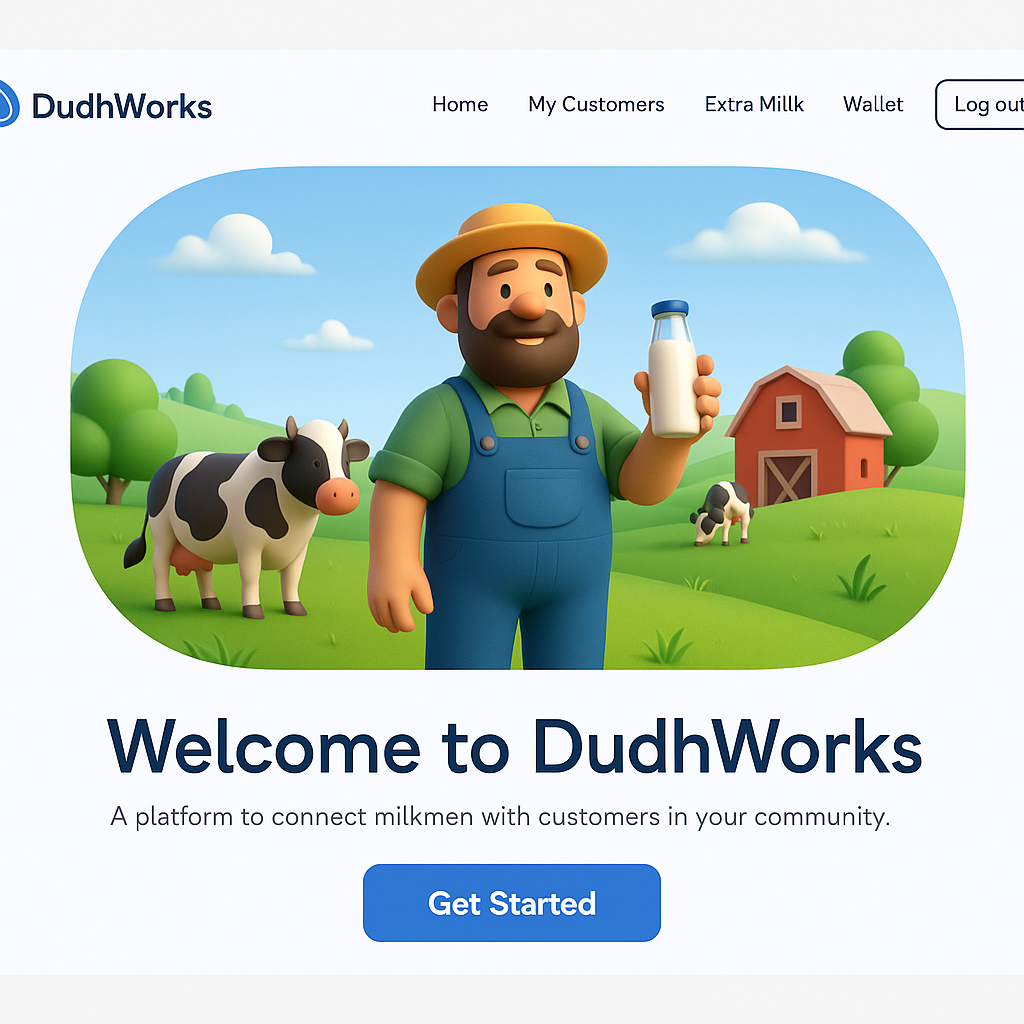 DudhWorks
Home
My Customers
Extra Millk
Wallet
Log out
Welcome to DudhWorks
A platform to connect milkmen with customers in your community.
Get Started